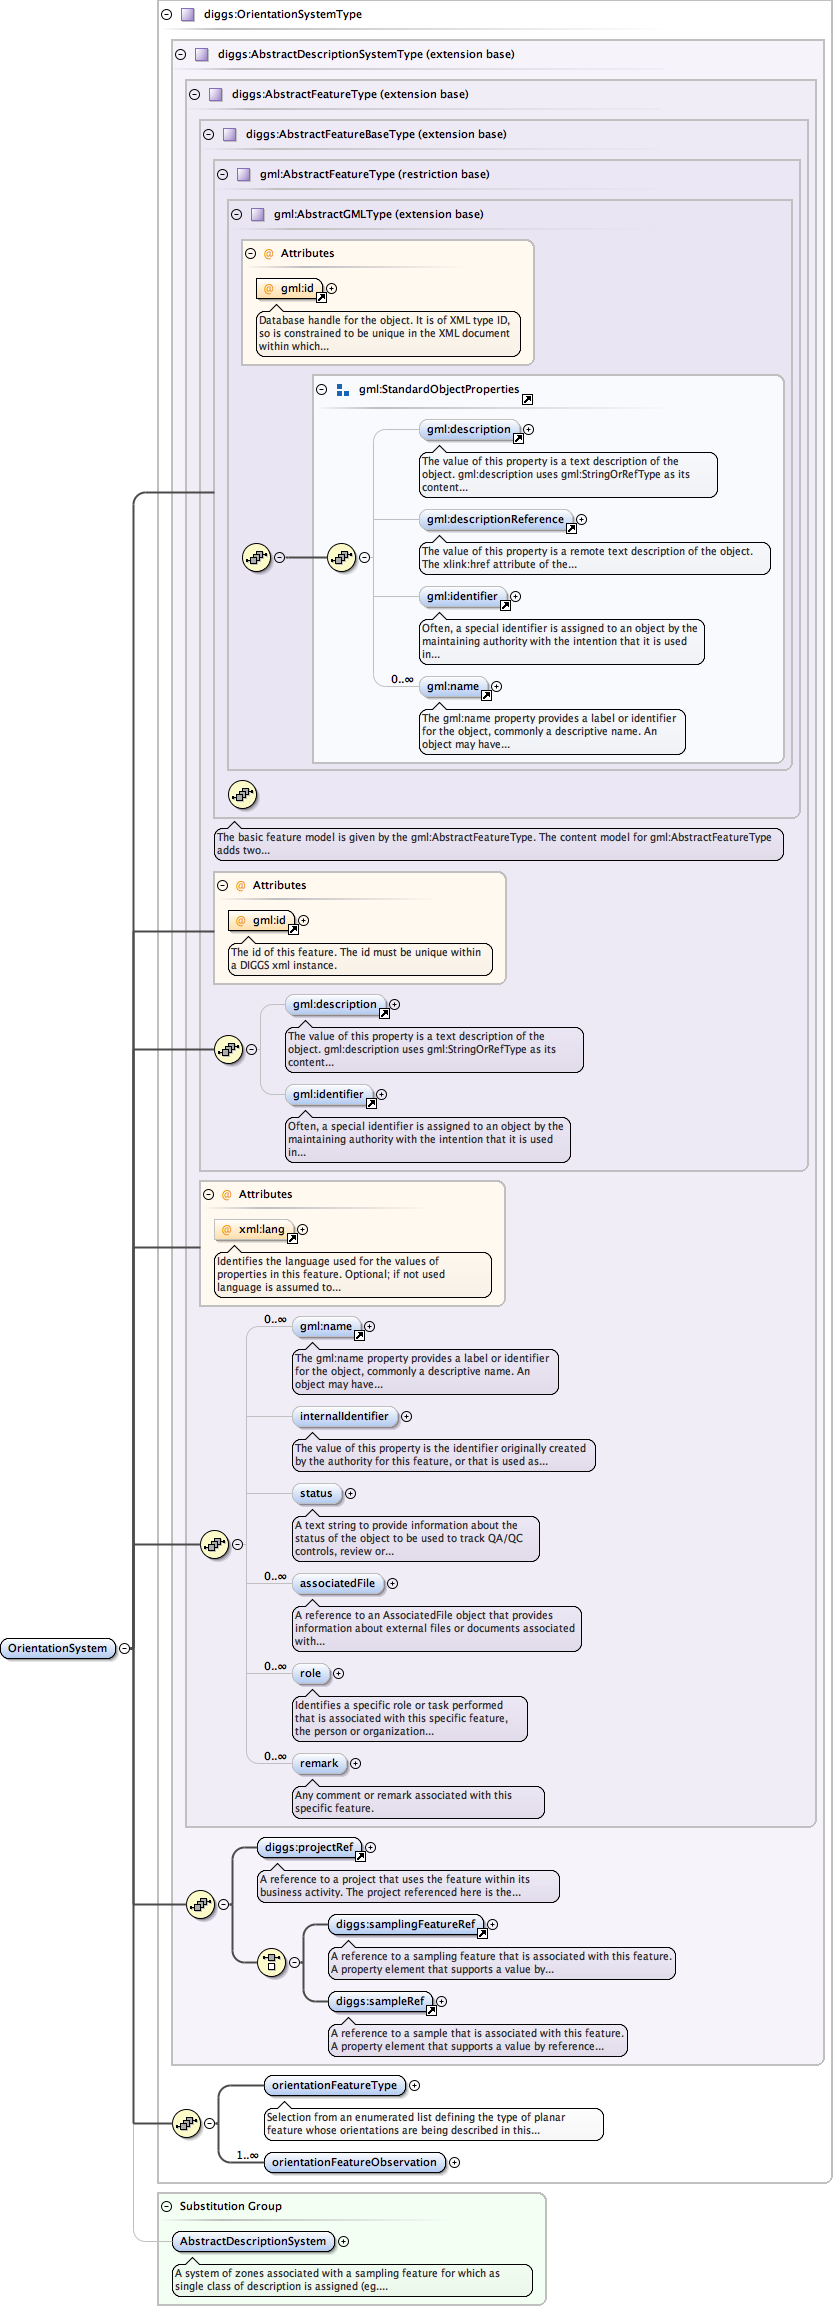 diggs:OrientationSystemType
diggs:AbstractDescriptionSystemType (extension base)
diggs:AbstractFeatureType (extension base)
diggs:AbstractFeatureBaseType (extension base)
gml:AbstractFeatureType (restriction base)
gml:AbstractGMLType (extension base)
@ Attributes
@ gml:id
Database handle for the object. It is of XML type ID,
so is constrained to be unique in the XML document
within which...
gml:StandardObjectProperties
gml:description
The value of this property is a text description of the
object. gml:description uses gml:StringOrRefType as its
content...
gml:descriptionReference
The value of this property is a remote text description of the object.
The xlink:href attribute of the...
gml:identifier
Often, a special identifier is assigned to an object by the
maintaining authority with the intention that it is used
in...
0..∞
gml:name
The gml:name property provides a label or identifier
for the object, commonly a descriptive name. An
object may have...
The basic feature model is given by the gml:AbstractFeatureType. The content model for gml:AbstractFeatureType
adds two...
@ Attributes
@ gml:id
The id of this feature. The id must be unique within
a DIGGS xml instance.
gml:description
The value of this property is a text description of the
object. gml:description uses gml:StringOrRefType as its
content...
gml:identifier
Often, a special identifier is assigned to an object by the
maintaining authority with the intention that it is used
in...
@ Attributes
@ xml:lang
Identifies the language used for the values of
properties in this feature. Optional; if not used
language is assumed to...
0..∞
gml:name
The gml:name property provides a label or identifier
for the object, commonly a descriptive name. An
object may have...
internalIdentifier
The value of this property is the identifier originally created
by the authority for this feature, or that is used as...
status
A text string to provide information about the
status of the object to be used to track QA/QC
controls, review or...
0..∞
associatedFile
A reference to an AssociatedFile object that provides
information about external files or documents associated
with...
OrientationSystem
0..∞
role
Identifies a specific role or task performed
that is associated with this specific feature,
the person or organization...
0..∞
remark
Any comment or remark associated with this
specific feature.
diggs:projectRef
A reference to a project that uses the feature within its
business activity. The project referenced here is the...
diggs:samplingFeatureRef
A reference to a sampling feature that is associated with this feature.
A property element that supports a value by...
diggs:sampleRef
A reference to a sample that is associated with this feature.
A property element that supports a value by reference...
orientationFeatureType
Selection from an enumerated list defining the type of planar
feature whose orientations are being described in this...
1..∞
orientationFeatureObservation
Substitution Group
AbstractDescriptionSystem
A system of zones associated with a sampling feature for which as
single class of description is assigned (eg....